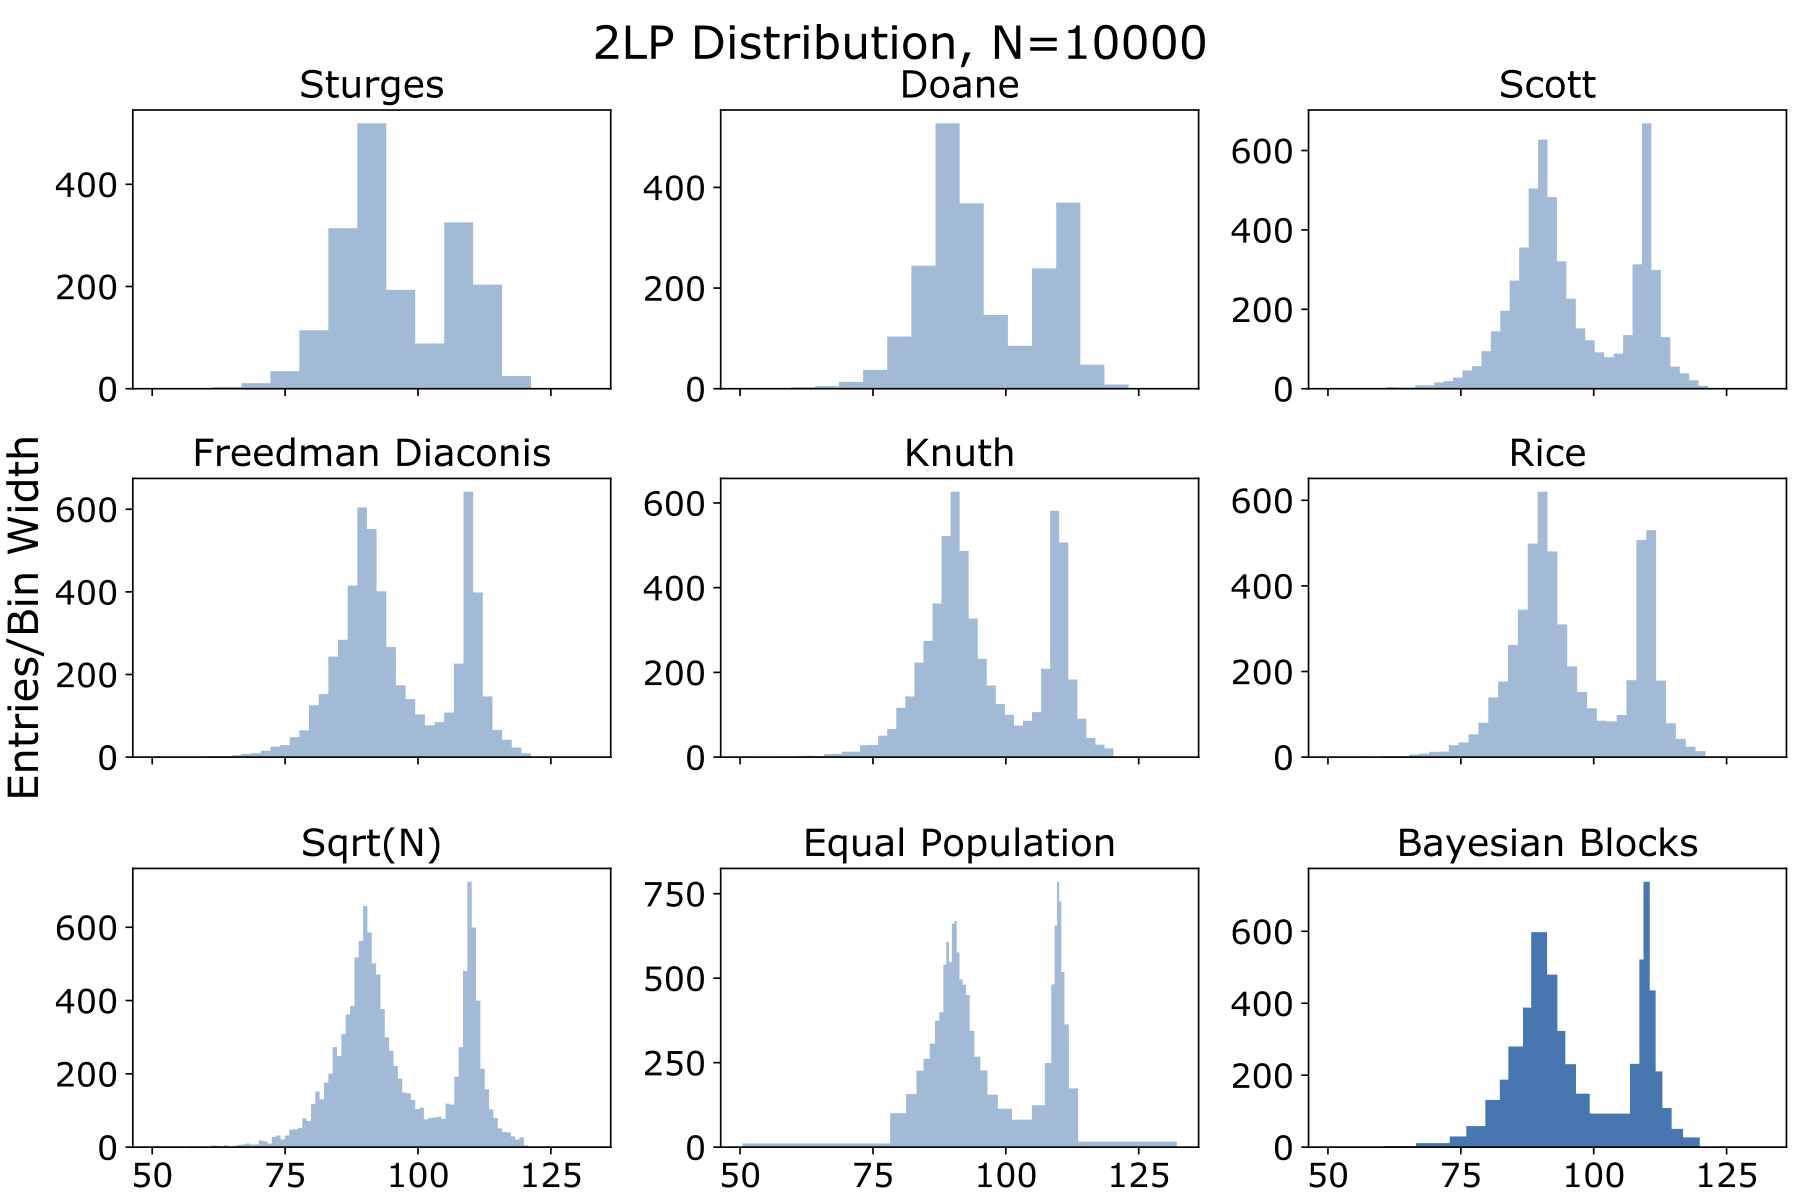 2LP Distribution, N=10000
Sturges
Doane
Scott
400
200
0
400
200
0
600
400
200
0
Entries/Bin Width
Freedman Diaconis
Knuth
Rice
600
400
200
0
600
400
200
0
600
400
200
0
Sqrt(N)
Equal Population
Bayesian Blocks
600
400
200
0
750
500
250
0
600
400
200
0
50 75 100 125
50 75 100 125
50 75 100 125